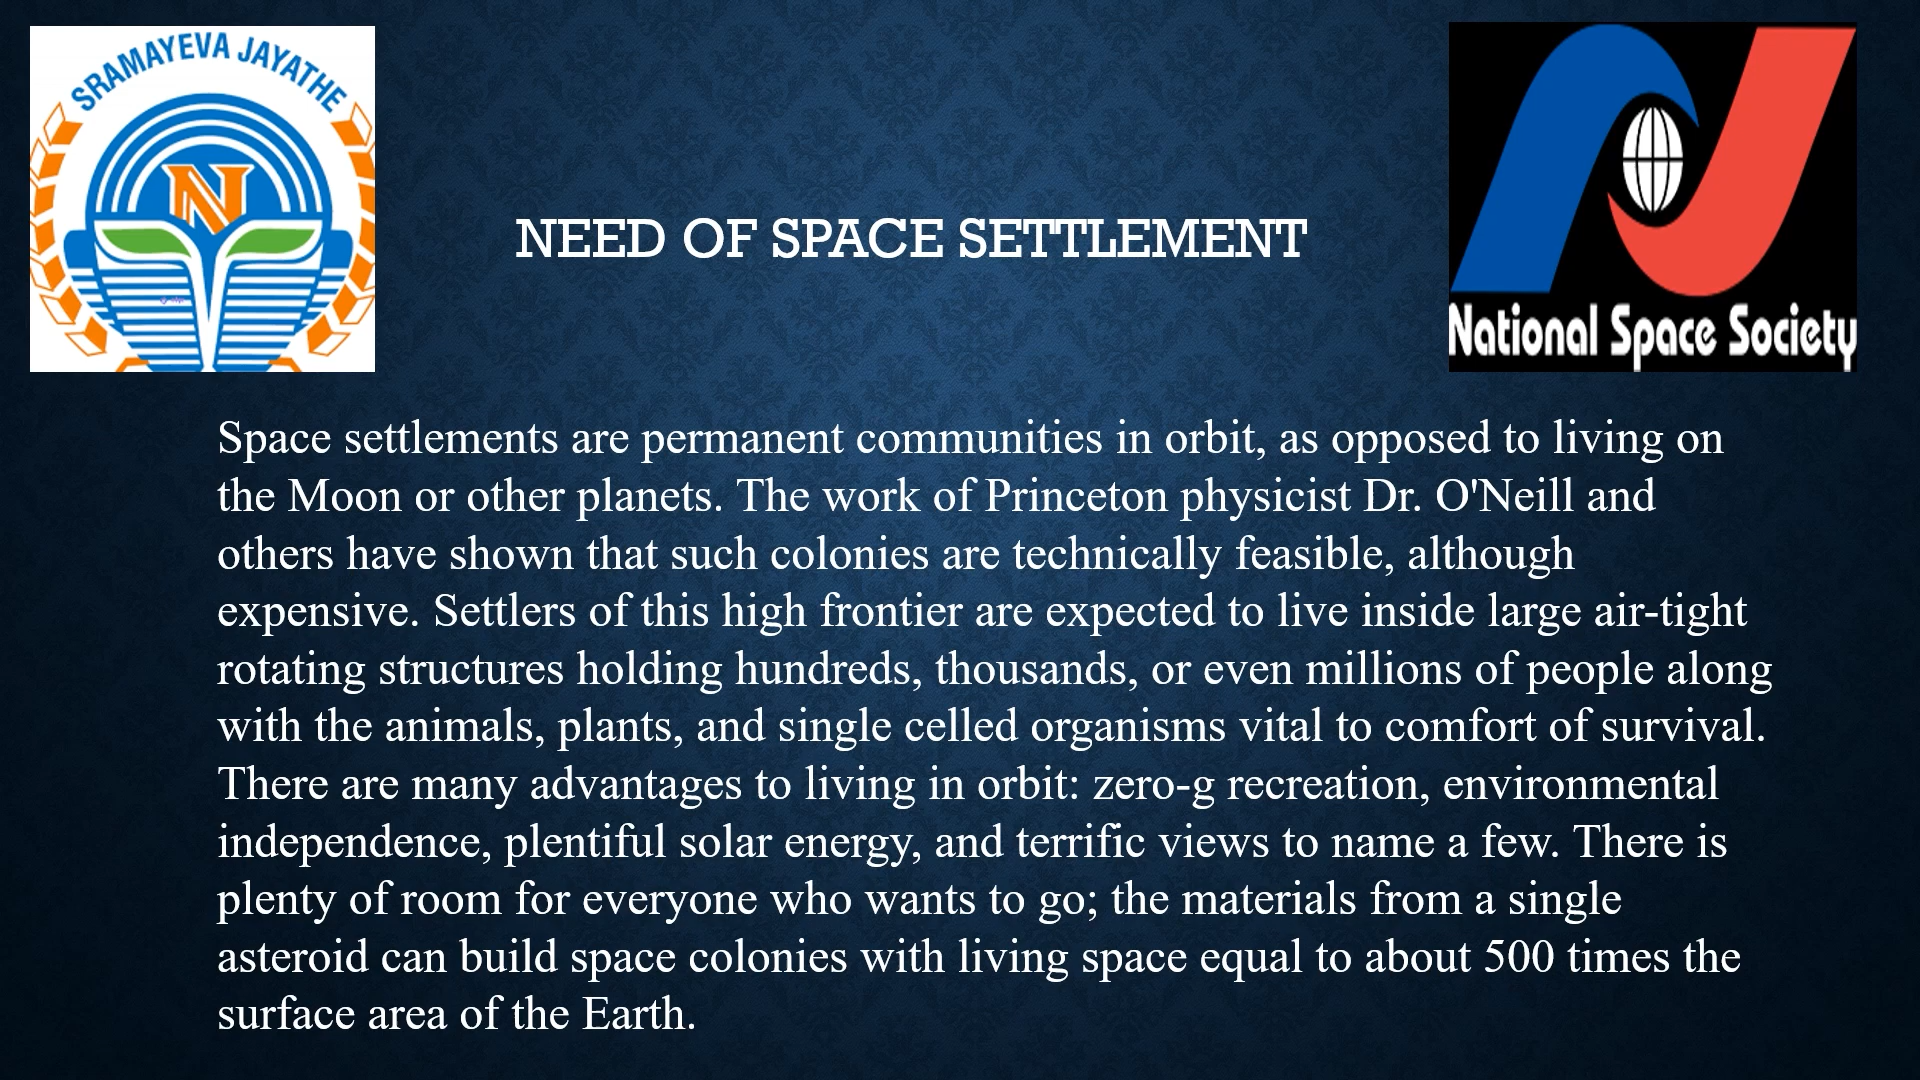 SRAMAYEVA JAYATHE
N
NEED OF SPACE SETTLEMENT
National Space Society
Space settlements are permanent communities in orbit, as opposed to living on
the Moon or other planets. The work of Princeton physicist Dr. O'Neill and
others have shown that such colonies are technically feasible, although
expensive. Settlers of this high frontier are expected to live inside large air-tight
rotating structures holding hundreds, thousands, or even millions of people along
with the animals, plants, and single celled organisms vital to comfort of survival.
There are many advantages to living in orbit: zero-g recreation, environmental
independence, plentiful solar energy, and terrific views to name a few. There is
plenty of room for everyone who wants to go; the materials from a single
asteroid can build space colonies with living space equal to about 500 times the
surface area of the Earth.